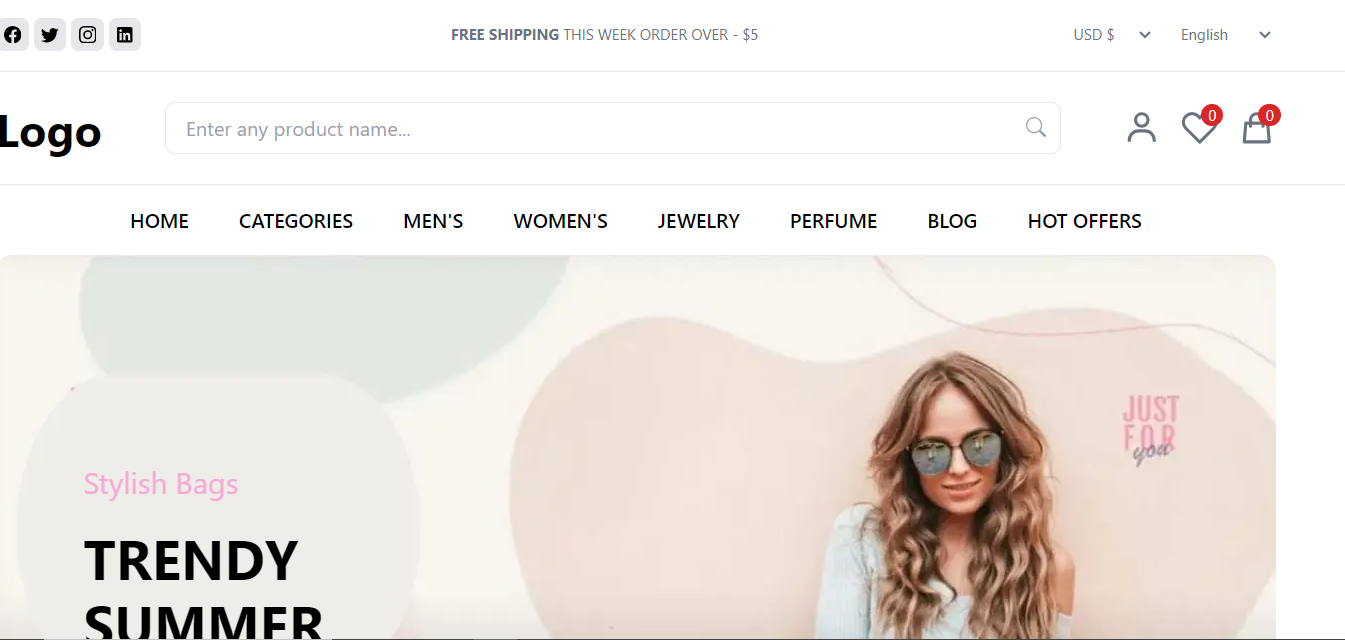 FREE SHIPPING THIS WEEK ORDER OVER - $5
USD $
English
Logo
Enter any product name...
0
0
HOME CATEGORIES MEN'S WOMEN'S JEWELRY PERFUME BLOG HOT OFFERS
JUST
FOR
you
Stylish Bags
TRENDY
SUMMER